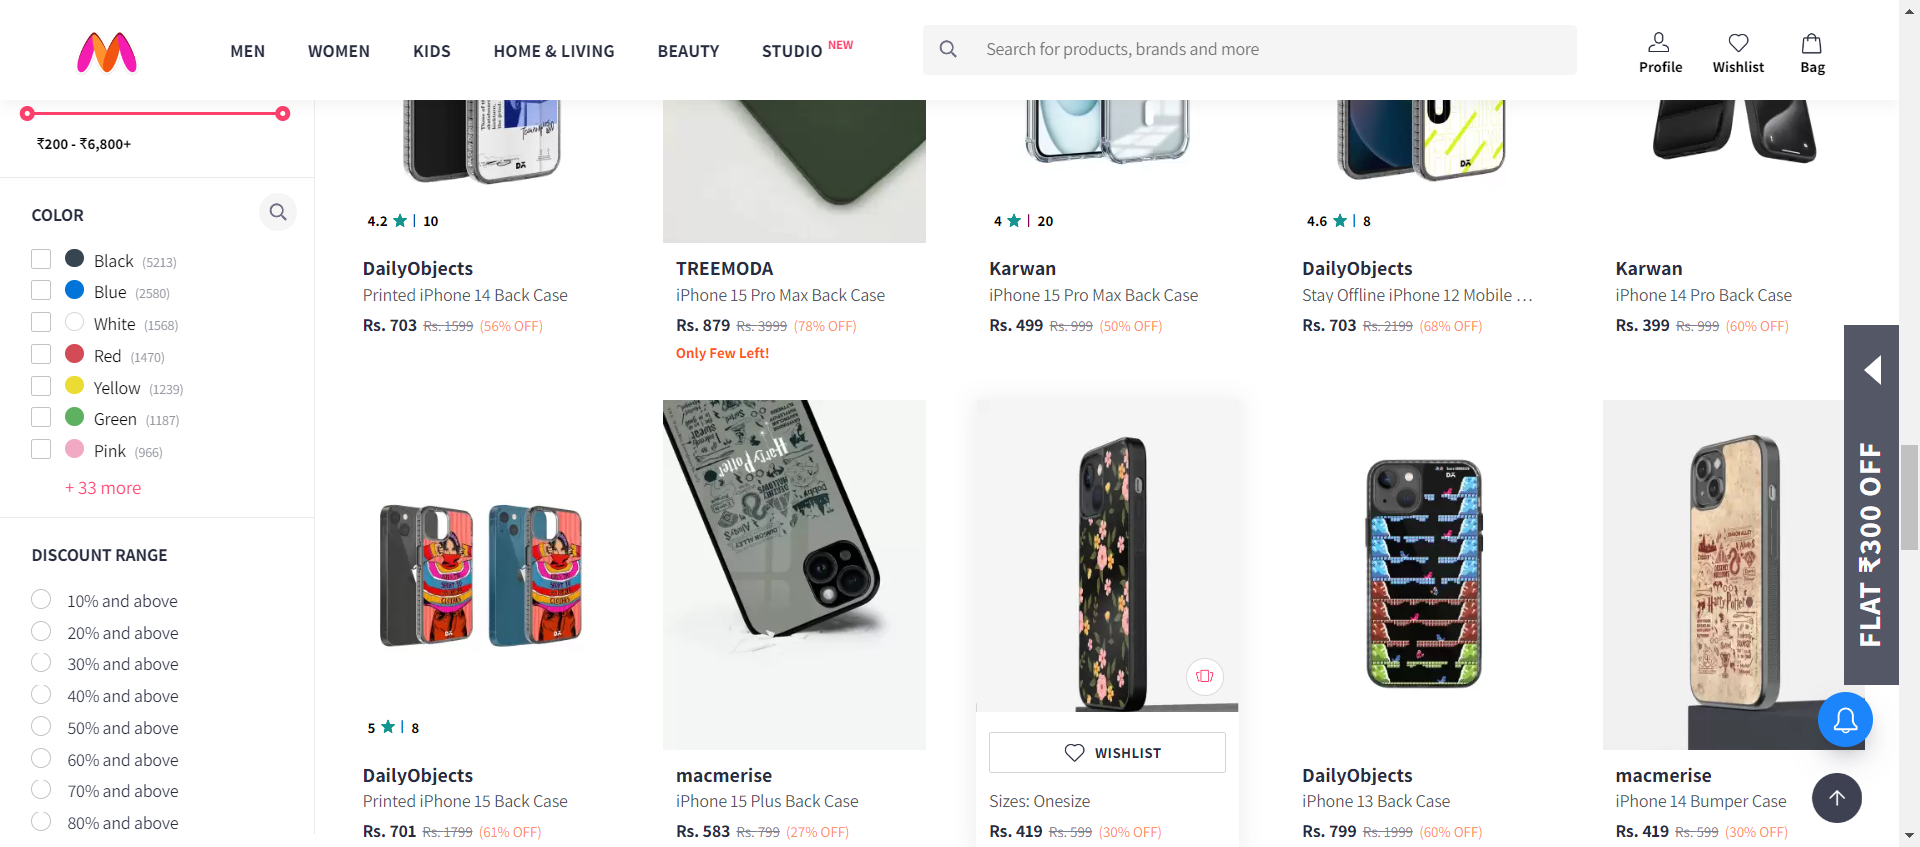 MEN
WOMEN
KIDS
HOME & LIVING
BEAUTY
STUDIO NEW
Search for products, brands and more
Profile
Wishlist
Bag
₹200 - ₹6,800+
COLOR
Black (5213)
Blue (2580)
White (1568)
Red (1470)
Yellow (1239)
Green (1187)
Pink (966)
+ 33 more
DISCOUNT RANGE
10% and above
20% and above
30% and above
40% and above
50% and above
60% and above
70% and above
80% and above
4.2 | 10
DailyObjects
Printed iPhone 14 Back Case
Rs. 703 Rs. 1599 (56% OFF)
TREEMODA
iPhone 15 Pro Max Back Case
Rs. 879 Rs. 3999 (78% OFF)
Only Few Left!
4 | 20
Karwan
iPhone 15 Pro Max Back Case
Rs. 499 Rs. 999 (50% OFF)
4.6 | 8
DailyObjects
Stay Offline iPhone 12 Mobile ...
Rs. 703 Rs. 2199 (68% OFF)
Karwan
iPhone 14 Pro Back Case
Rs. 399 Rs. 999 (60% OFF)
5 | 8
DailyObjects
Printed iPhone 15 Back Case
Rs. 701 Rs. 1799 (61% OFF)
Harry Potter
macmerise
iPhone 15 Plus Back Case
Rs. 583 Rs. 799 (27% OFF)
WISHLIST
Sizes: Onesize
Rs. 419 Rs. 599 (30% OFF)
DailyObjects
iPhone 13 Back Case
Rs. 799 Rs. 1999 (60% OFF)
Harry Potter
macmerise
iPhone 14 Bumper Case
Rs. 419 Rs. 599 (30% OFF)
FLAT ₹300 OFF